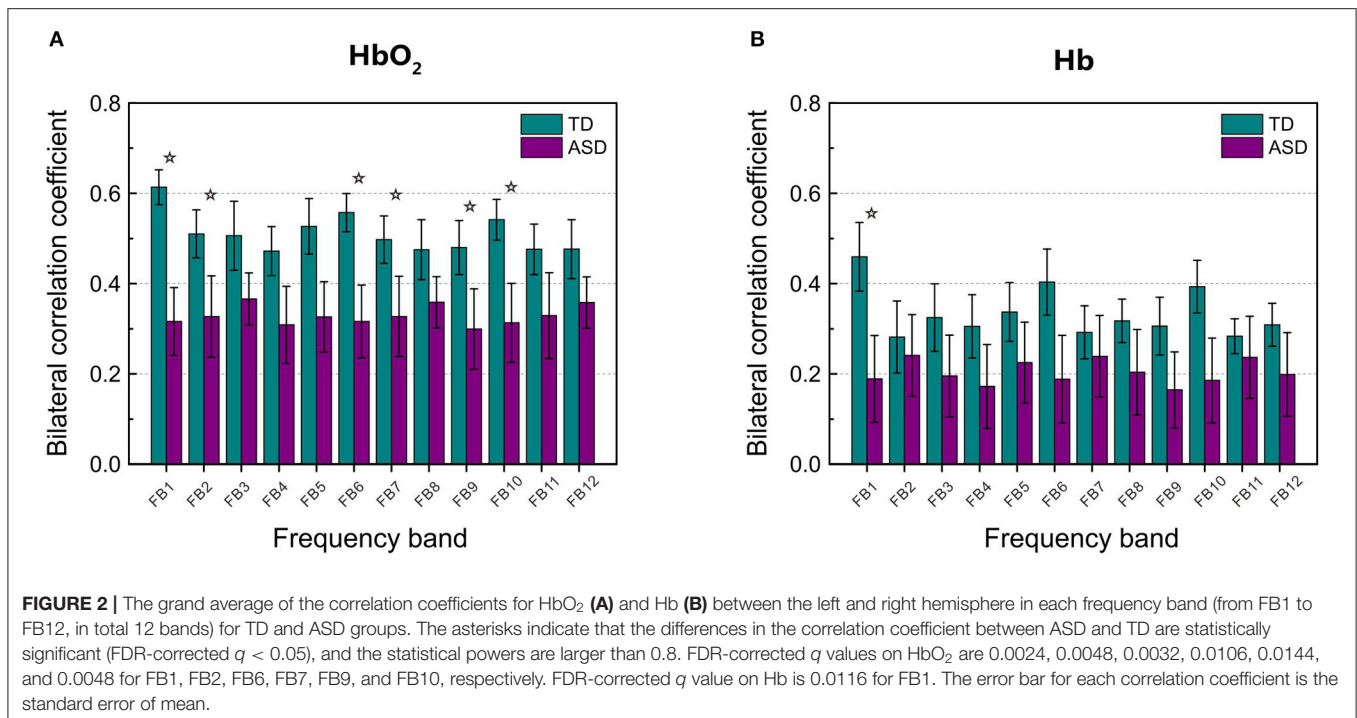 A
HbO₂
0.8
0.6
0.4
0.2
0.0
Bilateral correlation coefficient
TD
ASD
☆ ☆ ☆ ☆ ☆ ☆
FB1 FB2 FB3 FB4 FB5 FB6 FB7 FB8 FB9 FB10 FB11 FB12
Frequency band
B
Hb
0.8
0.6
0.4
0.2
0.0
Bilateral correlation coefficient
TD
ASD
☆
FB1 FB2 FB3 FB4 FB5 FB6 FB7 FB8 FB9 FB10 FB11 FB12
Frequency band
FIGURE 2 | The grand average of the correlation coefficients for HbO₂ (A) and Hb (B) between the left and right hemisphere in each frequency band (from FB1 to
FB12, in total 12 bands) for TD and ASD groups. The asterisks indicate that the differences in the correlation coefficient between ASD and TD are statistically
significant (FDR-corrected q < 0.05), and the statistical powers are larger than 0.8. FDR-corrected q values on HbO₂ are 0.0024, 0.0048, 0.0032, 0.0106, 0.0144,
and 0.0048 for FB1, FB2, FB6, FB7, FB9, and FB10, respectively. FDR-corrected q value on Hb is 0.0116 for FB1. The error bar for each correlation coefficient is the
standard error of mean.